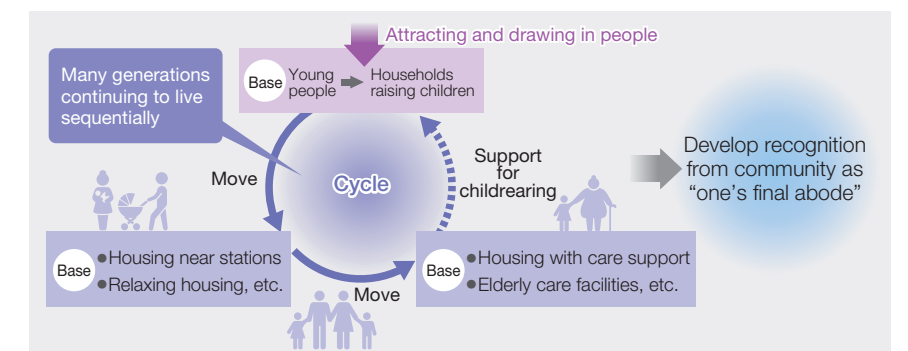 Attracting and drawing in people
Many generations
continuing to live
sequentially
Base
Young
people
Households
raising children
Move
Cycle
Support
for
childrearing
Develop recognition
from community as
“one’s final abode”
Base
●Housing near stations
●Relaxing housing, etc.
Move
Base
●Housing with care support
●Elderly care facilities, etc.